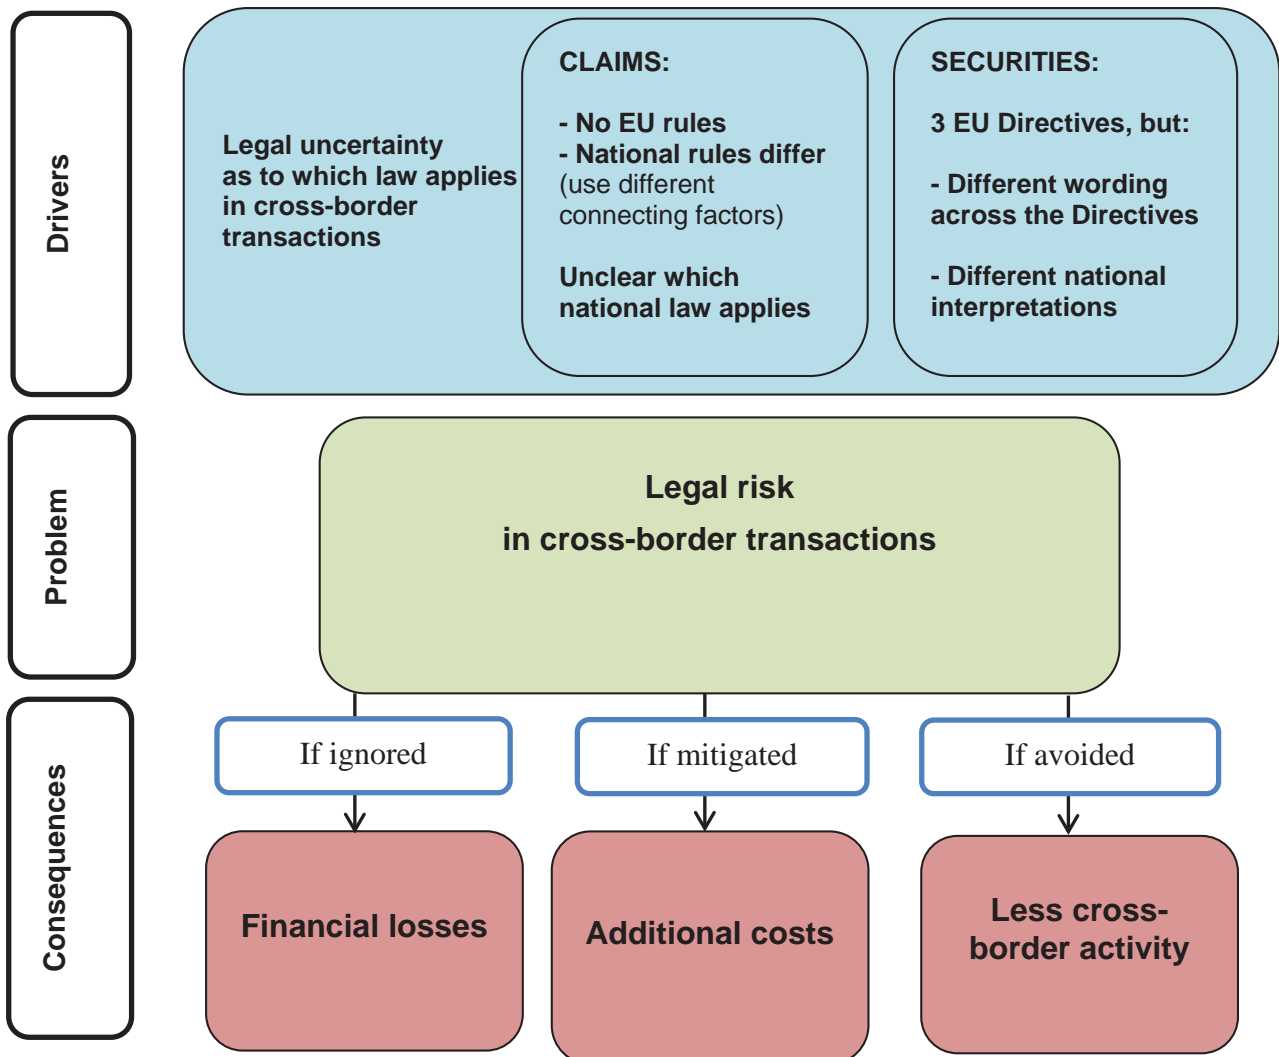 Drivers
Legal uncertainty
as to which law applies
in cross-border
transactions
CLAIMS:
- No EU rules
- National rules differ
(use different
connecting factors)
Unclear which
national law applies
SECURITIES:
3 EU Directives, but:
- Different wording
across the Directives
- Different national
interpretations
Problem
Legal risk
in cross-border transactions
Consequences
If ignored
If mitigated
If avoided
Financial losses
Additional costs
Less cross-
border activity